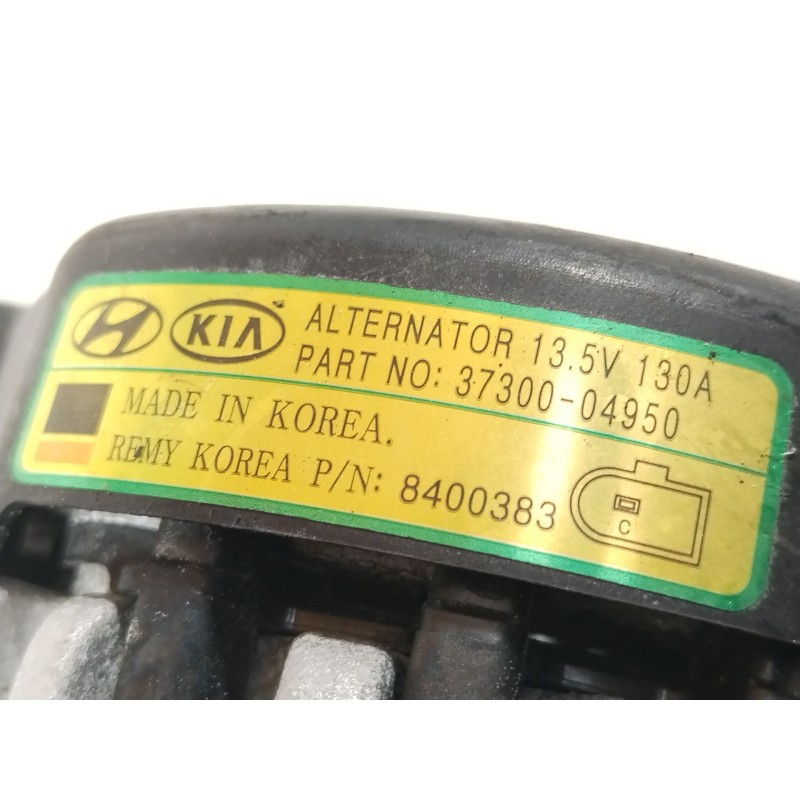 KIA ALTERNATOR 13.5V 130A
PART NO: 37300-04950
MADE IN KOREA.
REMY KOREA P/N: 8400383
C